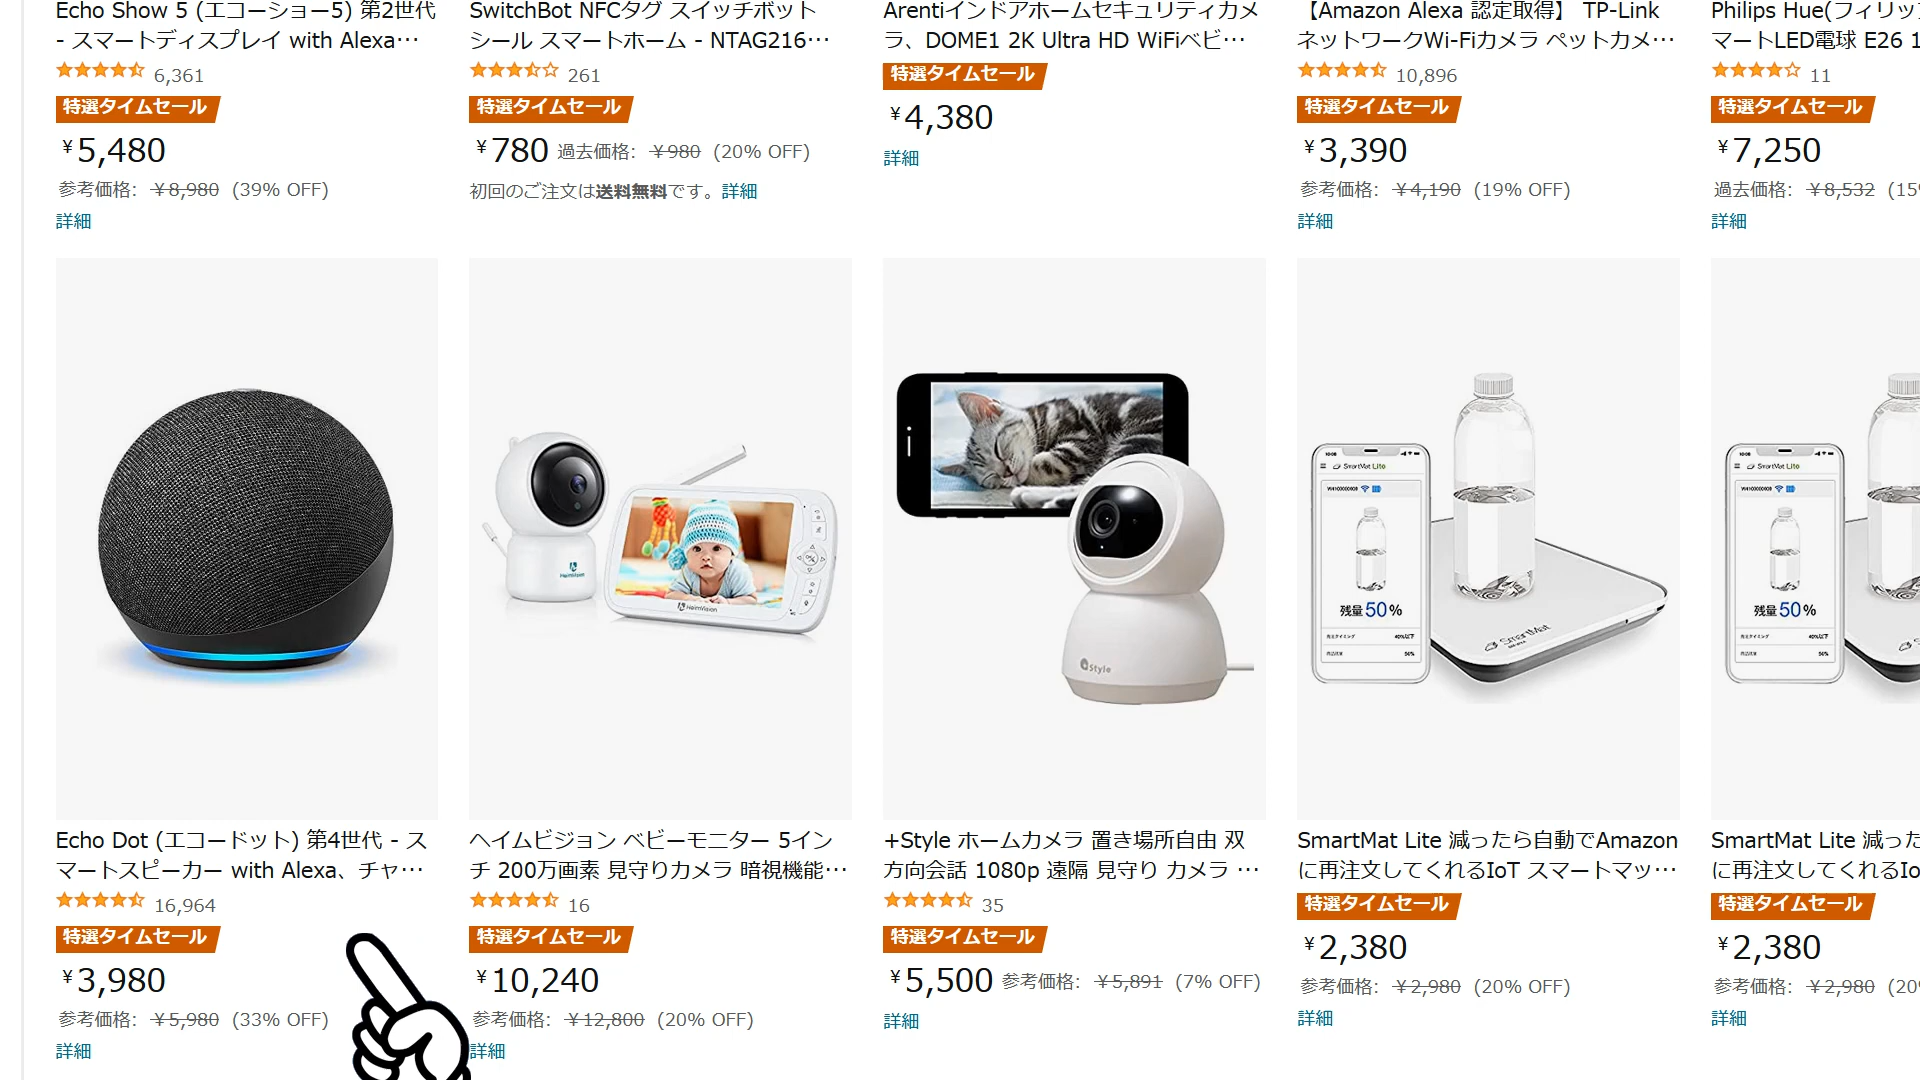 Echo Show 5 (エコーショー5) 第2世代
- スマートディスプレイ with Alexa…
6,361
特選タイムセール
¥5,480
参考価格: ¥8,980 (39% OFF)
詳細
SwitchBot NFCタグ スイッチボット
シール スマートホーム - NTAG216…
261
特選タイムセール
¥780 過去価格: ¥980 (20% OFF)
初回のご注文は送料無料です。詳細
Arentiインドアホームセキュリティカメ
ラ、DOME1 2K Ultra HD WiFiベビ…
特選タイムセール
¥4,380
詳細
【Amazon Alexa 認定取得】 TP-Link
ネットワークWi-Fiカメラ ペットカメ…
10,896
特選タイムセール
¥3,390
参考価格: ¥4,190 (19% OFF)
詳細
Philips Hue(フィリッ
マートLED電球 E26 1
11
特選タイムセール
¥7,250
過去価格: ¥8,532 (15
詳細
HeimVision
HeimVision
Style
SmartMat Lite
残量 50 %
SmartMat
SmartMat Lite
残量 50 %
Echo Dot (エコードット) 第4世代 - ス
マートスピーカー with Alexa、チャ…
16,964
特選タイムセール
¥3,980
参考価格: ¥5,980 (33% OFF)
詳細
ヘイムビジョン ベビーモニター 5イン
チ 200万画素 見守りカメラ 暗視機能…
16
特選タイムセール
¥10,240
参考価格: ¥12,800 (20% OFF)
詳細
+Style ホームカメラ 置き場所自由 双
方向会話 1080p 遠隔 見守り カメラ …
35
特選タイムセール
¥5,500 参考価格: ¥5,891 (7% OFF)
詳細
SmartMat Lite 減ったら自動でAmazon
に再注文してくれるIoT スマートマッ…
特選タイムセール
¥2,380
参考価格: ¥2,980 (20% OFF)
詳細
SmartMat Lite 減った
に再注文してくれるIo
特選タイムセール
¥2,380
参考価格: ¥2,980 (20
詳細